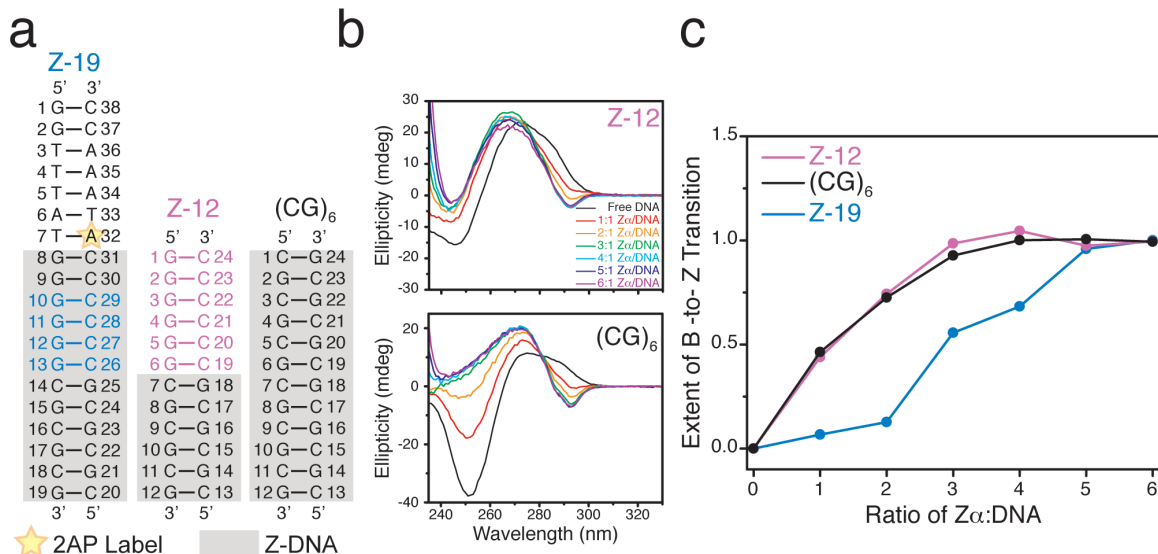 a
Z-19
5' 3'
1 G—C 38
2 G—C 37
3 T—A 36
4 T—A 35
5 T—A 34
6 A—T 33
7 T—A 32
8 G—C 31
9 G—C 30
10 G—C 29
11 G—C 28
12 G—C 27
13 G—C 26
14 C—G 25
15 G—C 24
16 C—G 23
17 G—C 22
18 C—G 21
19 G—C 20
3' 5'
Z-12
5' 3'
1 G—C 24
2 G—C 23
3 G—C 22
4 G—C 21
5 G—C 20
6 G—C 19
7 C—G 18
8 G—C 17
9 C—G 16
10 G—C 15
11 C—G 14
12 G—C 13
3' 5'
(CG)6
5' 3'
1 C—G 24
2 G—C 23
3 C—G 22
4 G—C 21
5 C—G 20
6 G—C 19
7 C—G 18
8 G—C 17
9 C—G 16
10 G—C 15
11 C—G 14
12 G—C 13
3' 5'
2AP Label
Z-DNA
b
Z-12
Ellipticity (mdeg)
30
20
10
0
-10
-20
-30
Free DNA
1:1 Zα/DNA
2:1 Zα/DNA
3:1 Zα/DNA
4:1 Zα/DNA
5:1 Zα/DNA
6:1 Zα/DNA
(CG)6
Ellipticity (mdeg)
20
0
-20
-40
240 260 280 300 320
Wavelength (nm)
c
Extent of B -to- Z Transition
1.5
1.0
0.5
0.0
Z-12
(CG)6
Z-19
0 1 2 3 4 5 6
Ratio of Zα:DNA